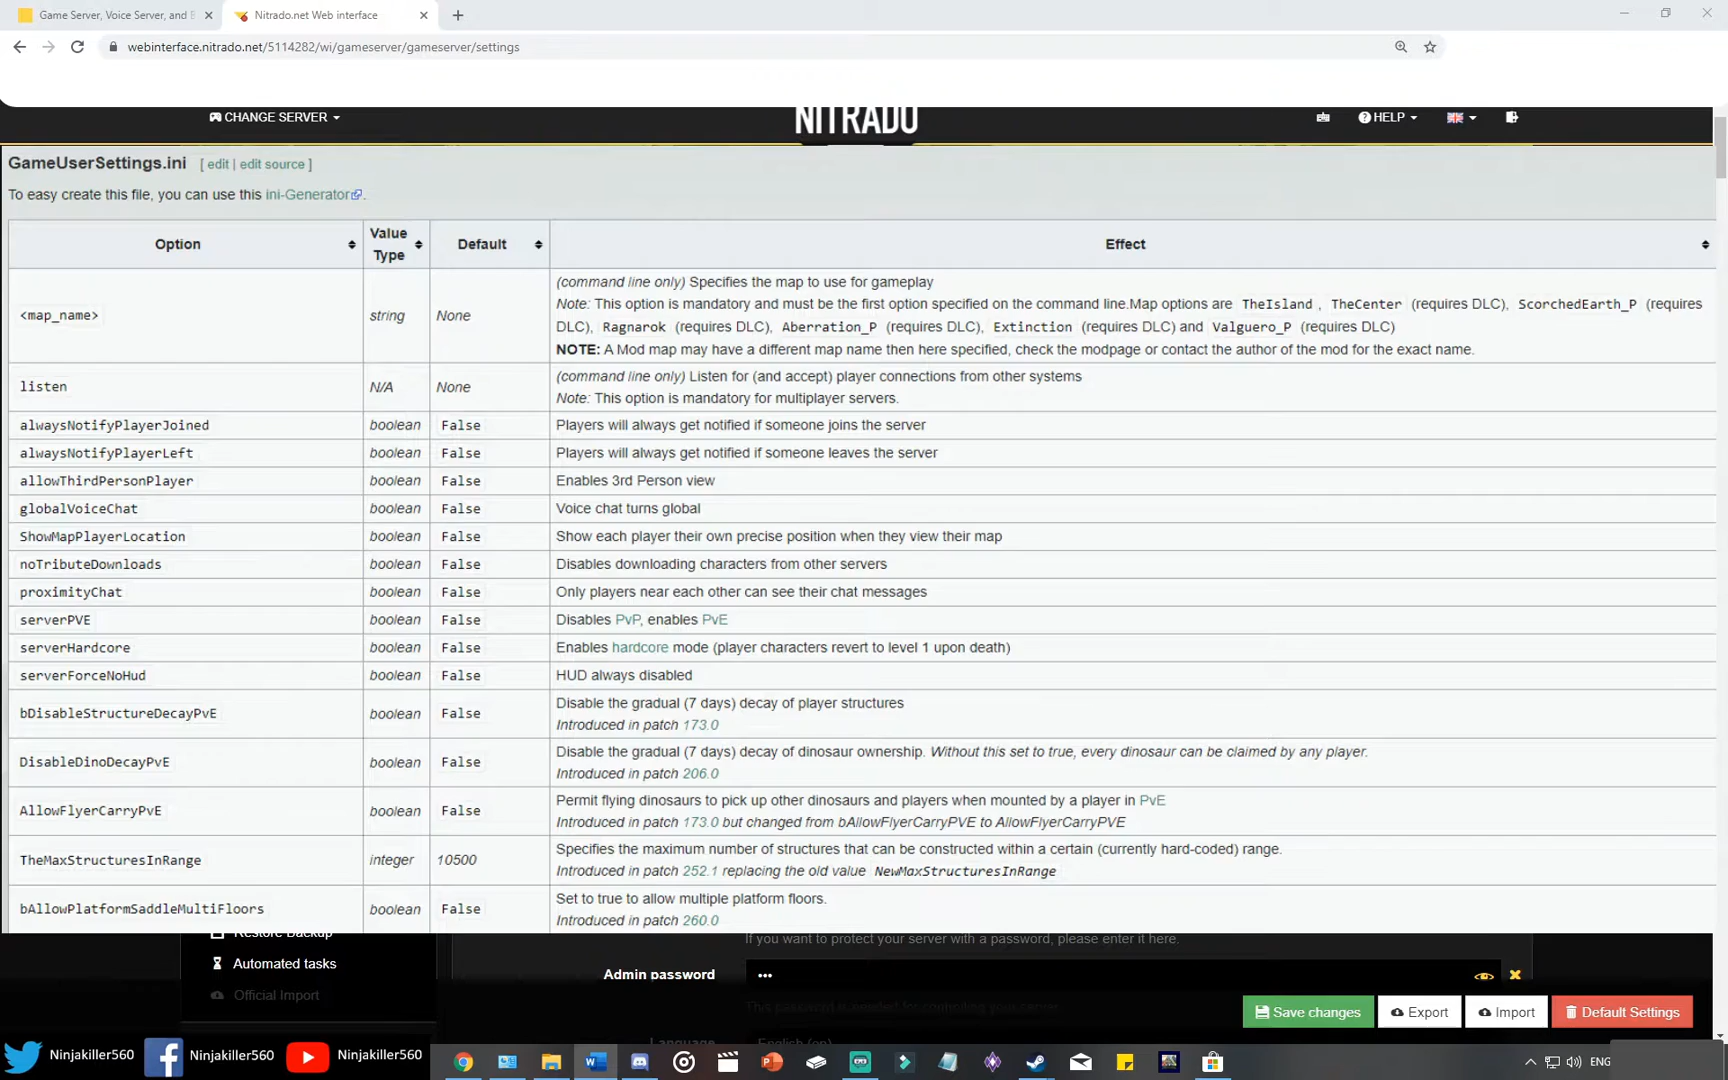 Game Server, Voice Server, and E
Nitrado.net Web interface
webinterface.nitrado.net/5114282/wi/gameserver/gameserver/settings
CHANGE SERVER
NITRADO
HELP
GameUserSettings.ini [ edit | edit source ]
To easy create this file, you can use this ini-Generator.
Option
Value Type
Default
Effect
<map_name>
string
None
(command line only) Specifies the map to use for gameplay
Note: This option is mandatory and must be the first option specified on the command line.Map options are TheIsland , TheCenter (requires DLC), ScorchedEarth_P (requires
DLC), Ragnarok (requires DLC), Aberration_P (requires DLC), Extinction (requires DLC) and Valguero_P (requires DLC)
NOTE: A Mod map may have a different map name then here specified, check the modpage or contact the author of the mod for the exact name.
listen
N/A
None
(command line only) Listen for (and accept) player connections from other systems
Note: This option is mandatory for multiplayer servers.
alwaysNotifyPlayerJoined boolean False Players will always get notified if someone joins the server
alwaysNotifyPlayerLeft boolean False Players will always get notified if someone leaves the server
allowThirdPersonPlayer boolean False Enables 3rd Person view
globalVoiceChat boolean False Voice chat turns global
ShowMapPlayerLocation boolean False Show each player their own precise position when they view their map
noTributeDownloads boolean False Disables downloading characters from other servers
proximityChat boolean False Only players near each other can see their chat messages
serverPVE boolean False Disables PvP, enables PvE
serverHardcore boolean False Enables hardcore mode (player characters revert to level 1 upon death)
serverForceNoHud boolean False HUD always disabled
bDisableStructureDecayPvE boolean False Disable the gradual (7 days) decay of player structures
Introduced in patch 173.0
DisableDinoDecayPvE boolean False Disable the gradual (7 days) decay of dinosaur ownership. Without this set to true, every dinosaur can be claimed by any player.
Introduced in patch 206.0
AllowFlyerCarryPvE boolean False Permit flying dinosaurs to pick up other dinosaurs and players when mounted by a player in PvE
Introduced in patch 173.0 but changed from bAllowFlyerCarryPVE to AllowFlyerCarryPVE
TheMaxStructuresInRange integer 10500 Specifies the maximum number of structures that can be constructed within a certain (currently hard-coded) range.
Introduced in patch 252.1 replacing the old value NewMaxStructuresInRange
bAllowPlatformSaddleMultiFloors boolean False Set to true to allow multiple platform floors.
Introduced in patch 260.0
Restore Backup
If you want to protect your server with a password, please enter it here.
Automated tasks
Admin password •••
Official Import
This password is needed for controlling your server.
Save changes
Export
Import
Default Settings
Language English (en)
Ninjakiller560
Ninjakiller560
Ninjakiller560
ENG